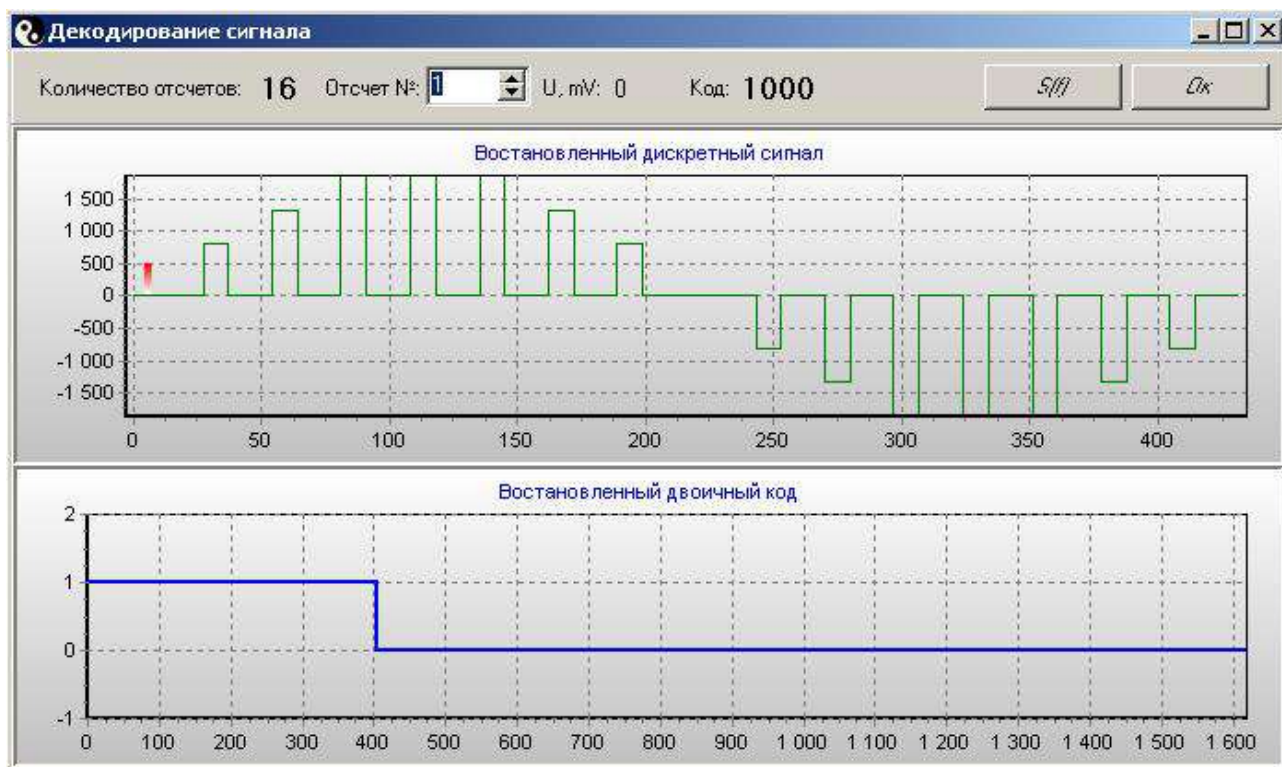 Декодирование сигнала
Количество отсчетов: 16 Отсчет №: 1 U, mV: 0 Код: 1000 S(f) Ок
Востановленный дискретный сигнал
1 500
1 000
500
0
-500
-1 000
-1 500
0 50 100 150 200 250 300 350 400
Востановленный двоичный код
2
1
0
-1
0 100 200 300 400 500 600 700 800 900 1 000 1 100 1 200 1 300 1 400 1 500 1 600